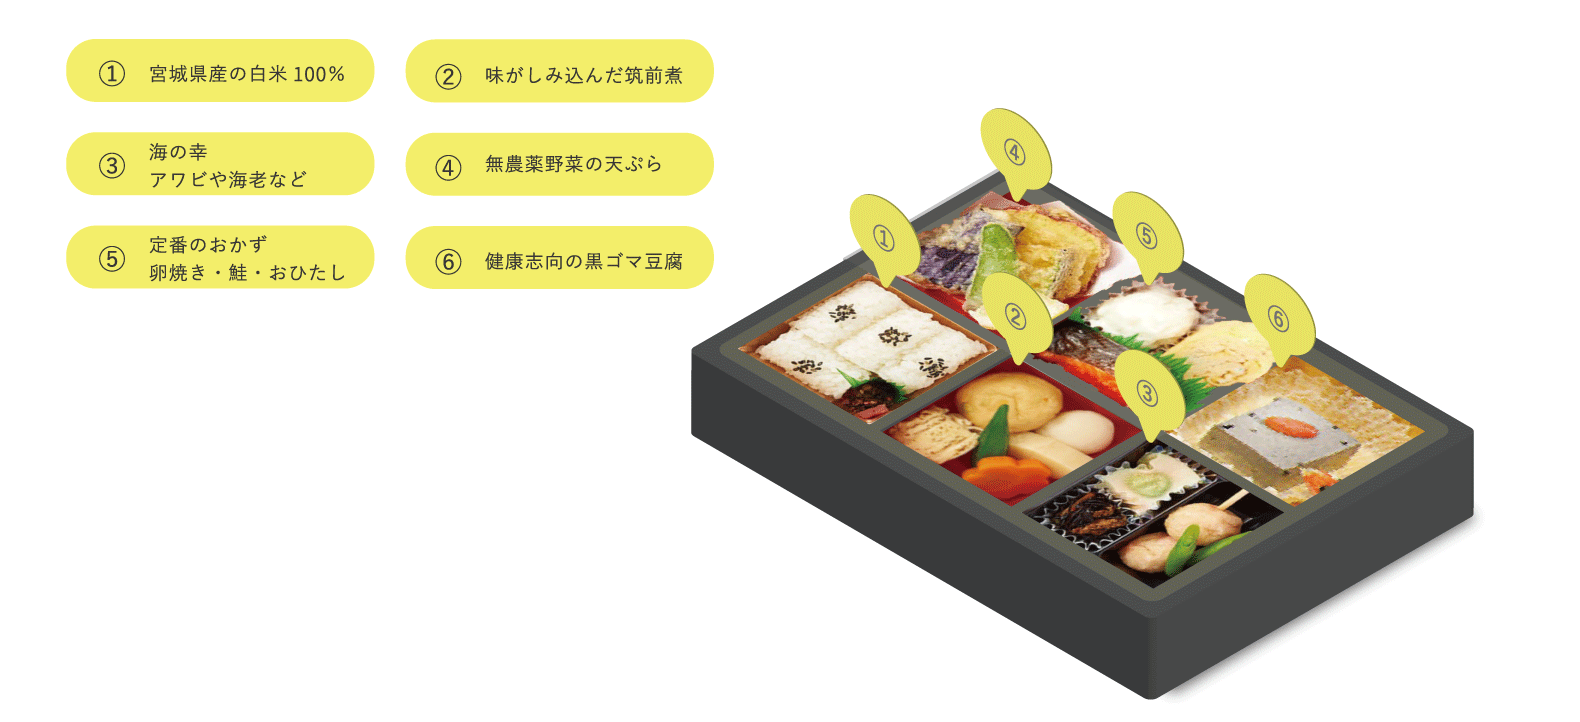 ① 宮城県産の白米 100%
② 味がしみ込んだ筑前煮
③ 海の幸
アワビや海老など
④ 無農薬野菜の天ぷら
⑤ 定番のおかず
卵焼き・鮭・おひたし
⑥ 健康志向の黒ゴマ豆腐
④
①
⑤
②
⑥
③